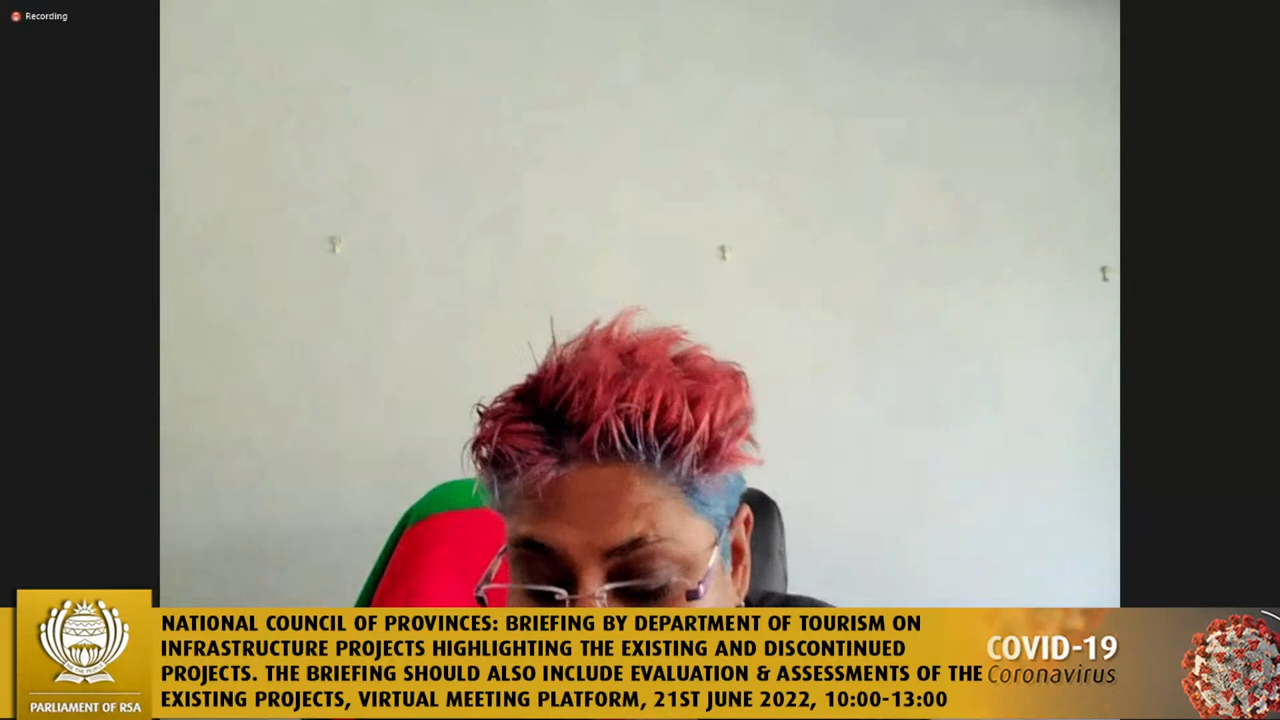 Recording
NATIONAL COUNCIL OF PROVINCES: BRIEFING BY DEPARTMENT OF TOURISM ON
INFRASTRUCTURE PROJECTS HIGHLIGHTING THE EXISTING AND DISCONTINUED
PROJECTS. THE BRIEFING SHOULD ALSO INCLUDE EVALUATION & ASSESSMENTS OF THE
EXISTING PROJECTS, VIRTUAL MEETING PLATFORM, 21ST JUNE 2022, 10:00-13:00
COVID-19
Coronavirus
PARLIAMENT OF RSA